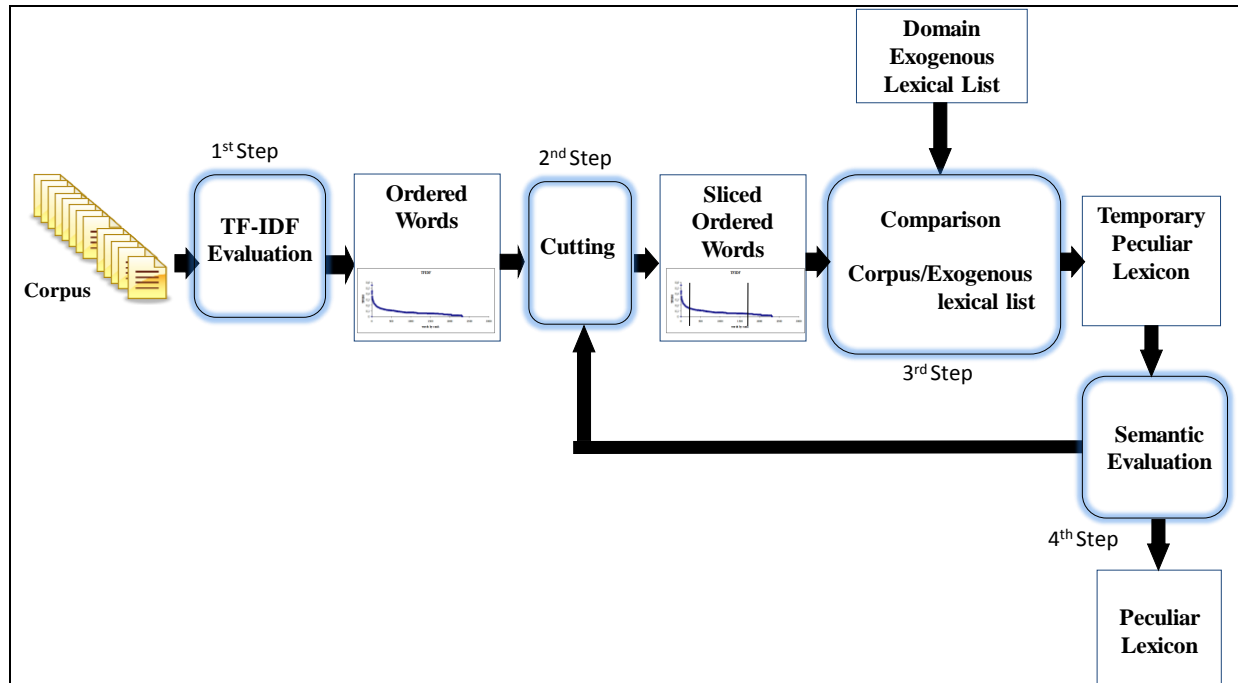 Domain
Exogenous
Lexical List
1st Step
2nd Step
Corpus
TF-IDF
Evaluation
Ordered
Words
Cutting
Sliced
Ordered
Words
Comparison
Corpus/Exogenous
lexical list
3rd Step
Temporary
Peculiar
Lexicon
Semantic
Evaluation
4th Step
Peculiar
Lexicon